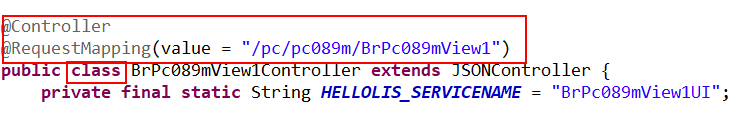 @Controller
@RequestMapping(value = "/pc/pc089m/BrPc089mView1")
public class BrPc089mView1Controller extends JSONController {
private final static String HELLOLIS_SERVICENAME = "BrPc089mView1UI";